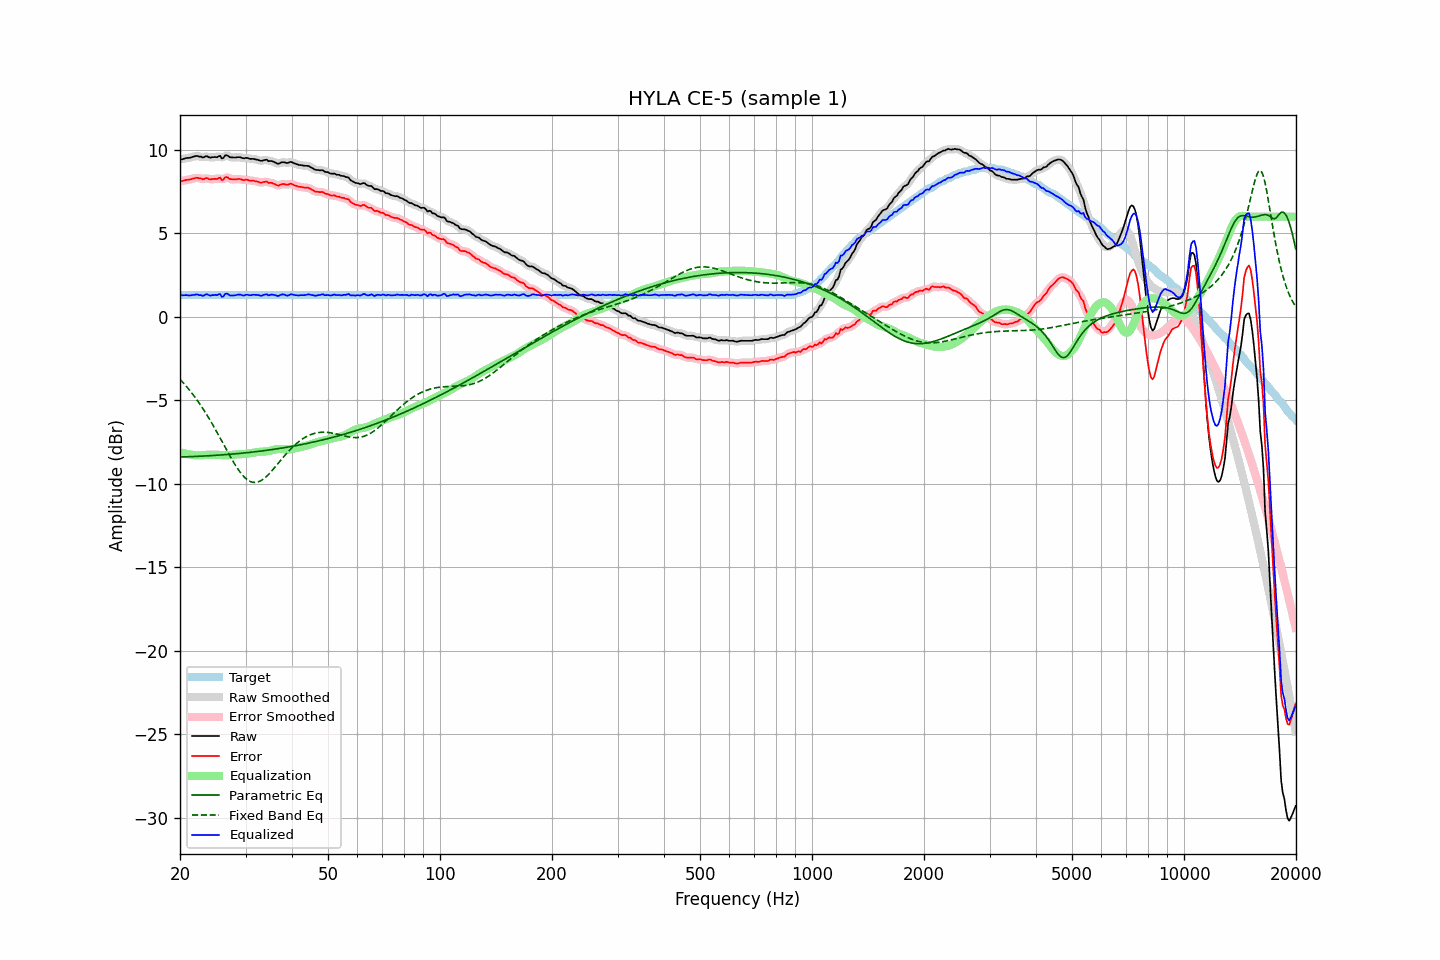 HYLA CE-5 (sample 1)
10
5
0
−5
−10
−15
−20
−25
−30
Amplitude (dBr)
Target
Raw Smoothed
Error Smoothed
Raw
Error
Equalization
Parametric Eq
Fixed Band Eq
Equalized
20 50 100 200 500 1000 2000 5000 10000 20000
Frequency (Hz)